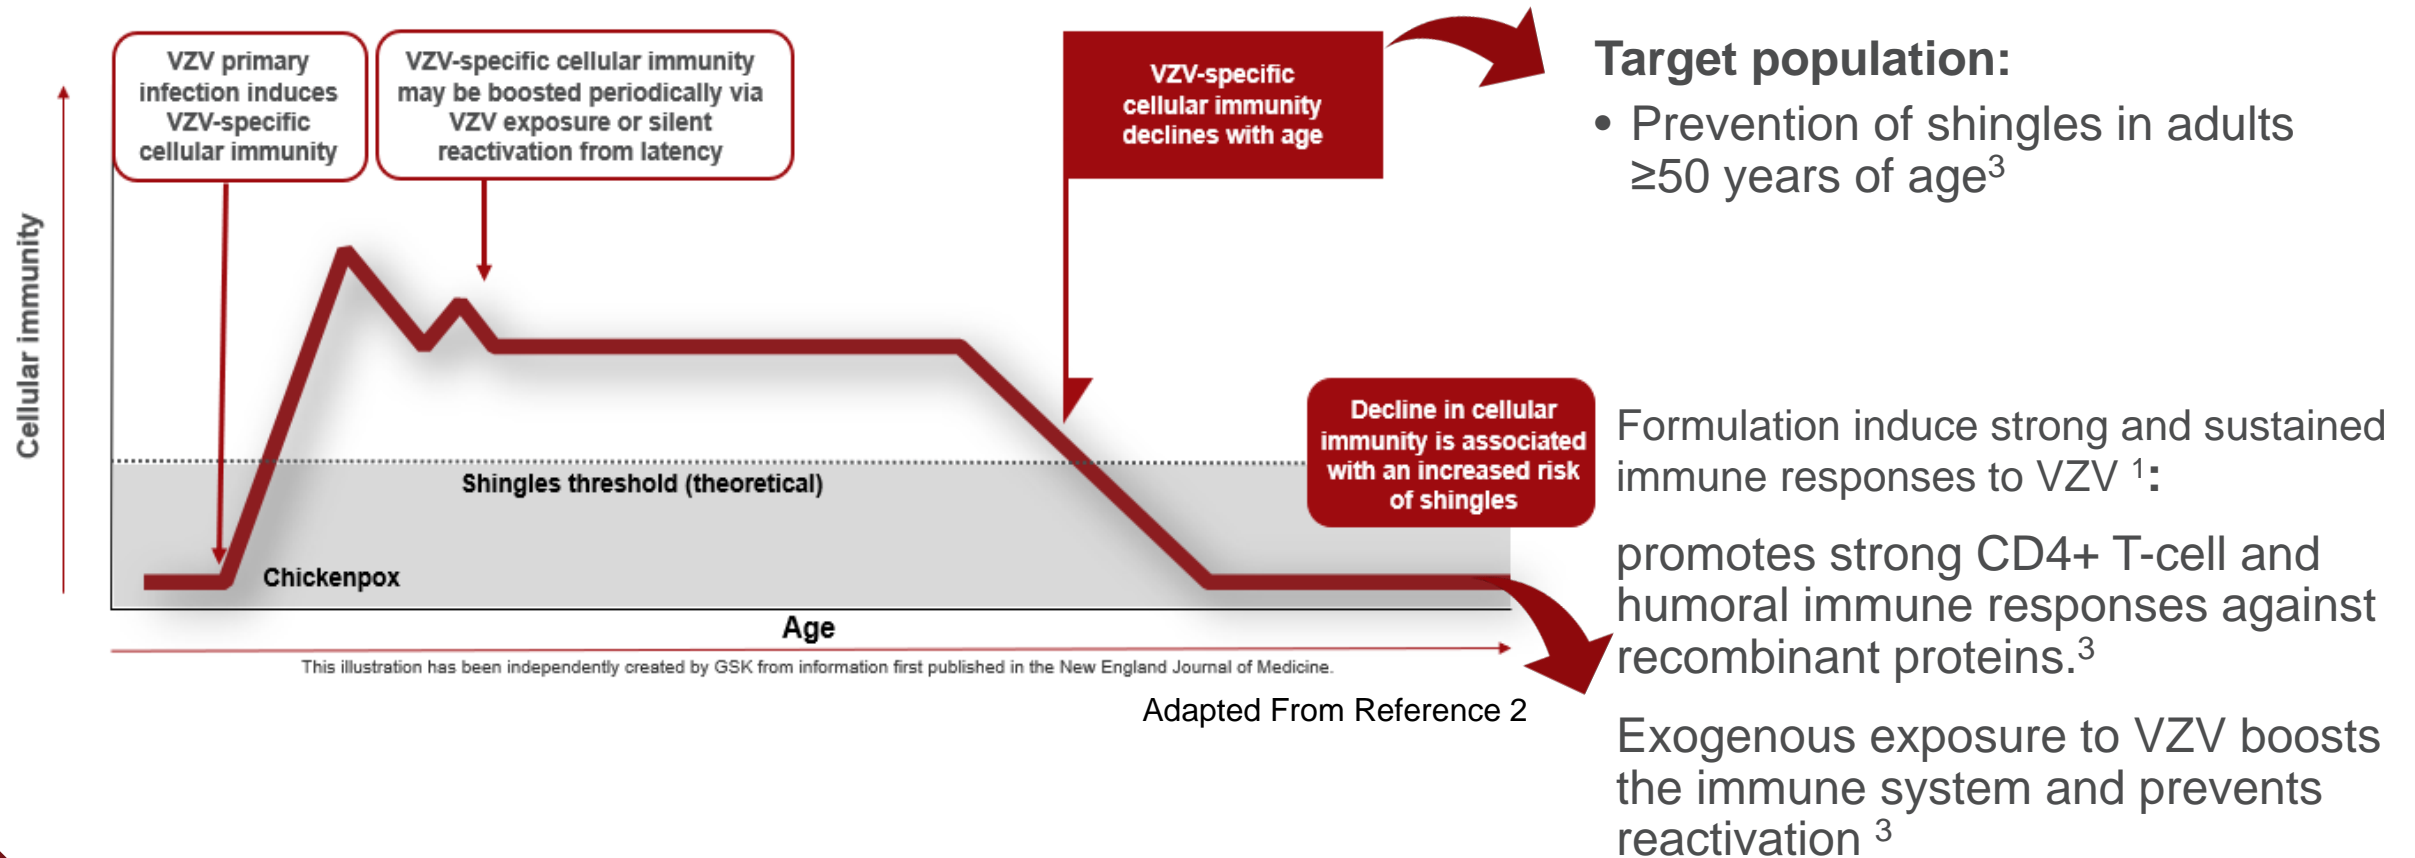 VZV primary
infection induces
VZV-specific
cellular immunity
VZV-specific cellular immunity
may be boosted periodically via
VZV exposure or silent
reactivation from latency
VZV-specific
cellular immunity
declines with age
Cellular immunity
Decline in cellular
immunity is associated
with an increased risk
of shingles
Shingles threshold (theoretical)
Chickenpox
Age
This illustration has been independently created by GSK from information first published in the New England Journal of Medicine.
Adapted From Reference 2
Target population:
• Prevention of shingles in adults
≥50 years of age³
Formulation induce strong and sustained
immune responses to VZV ¹:
promotes strong CD4+ T-cell and
humoral immune responses against
recombinant proteins.³
Exogenous exposure to VZV boosts
the immune system and prevents
reactivation ³